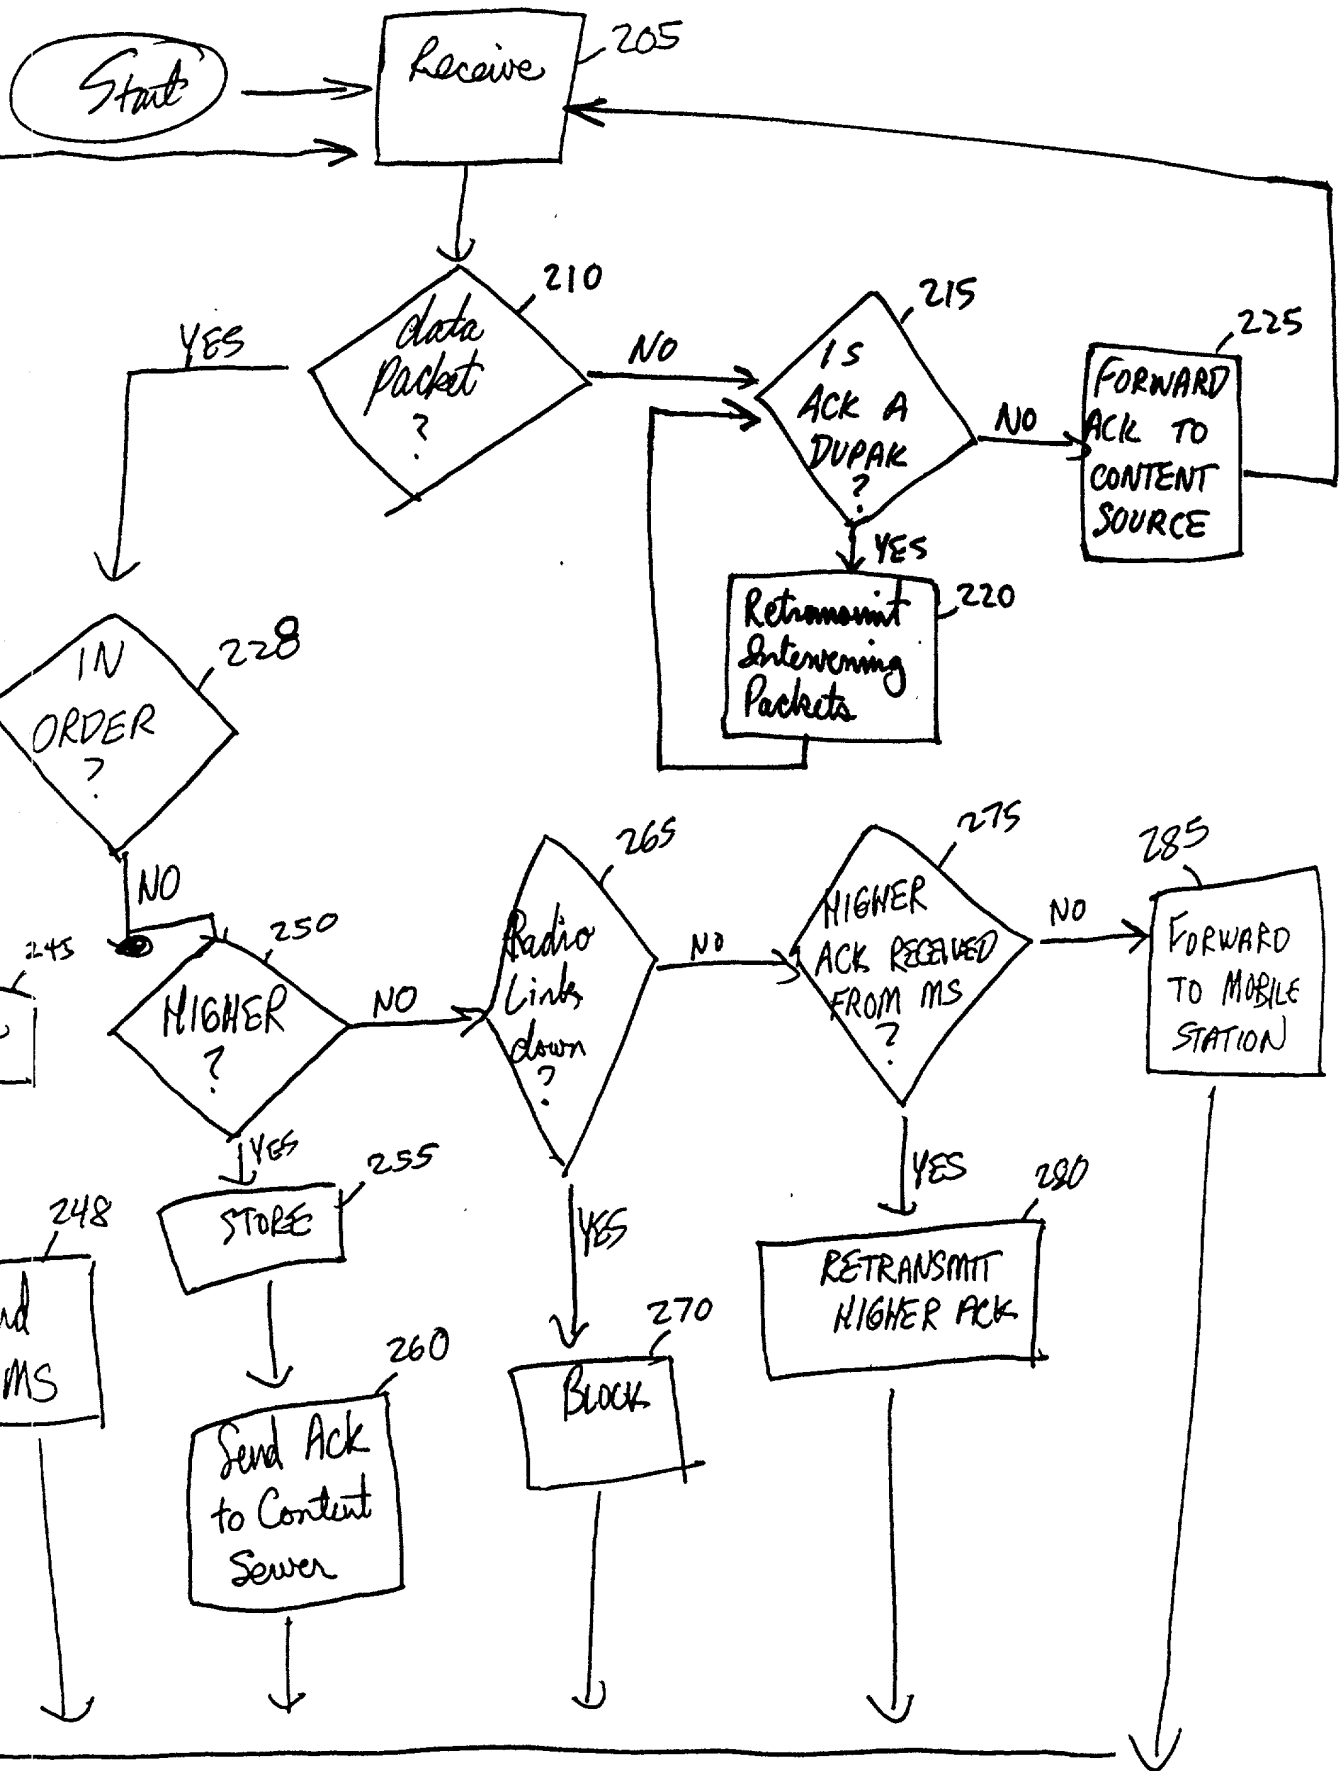 Start
Receive
205
data
packet
?
210
YES
NO
IS
ACK A
DUPAK
?
215
NO
FORWARD
ACK TO
CONTENT
SOURCE
225
YES
Retransmit
Intervening
Packets
220
IN
ORDER
?
228
NO
245
HIGHER
?
250
NO
Radio
Links
down
?
265
NO
HIGHER
ACK RECEIVED
FROM MS
?
275
NO
FORWARD
TO MOBILE
STATION
285
YES
STORE
255
YES
YES
RETRANSMIT
HIGHER ACK
280
248
MS
Send Ack
to Content
Server
260
BLOCK
270